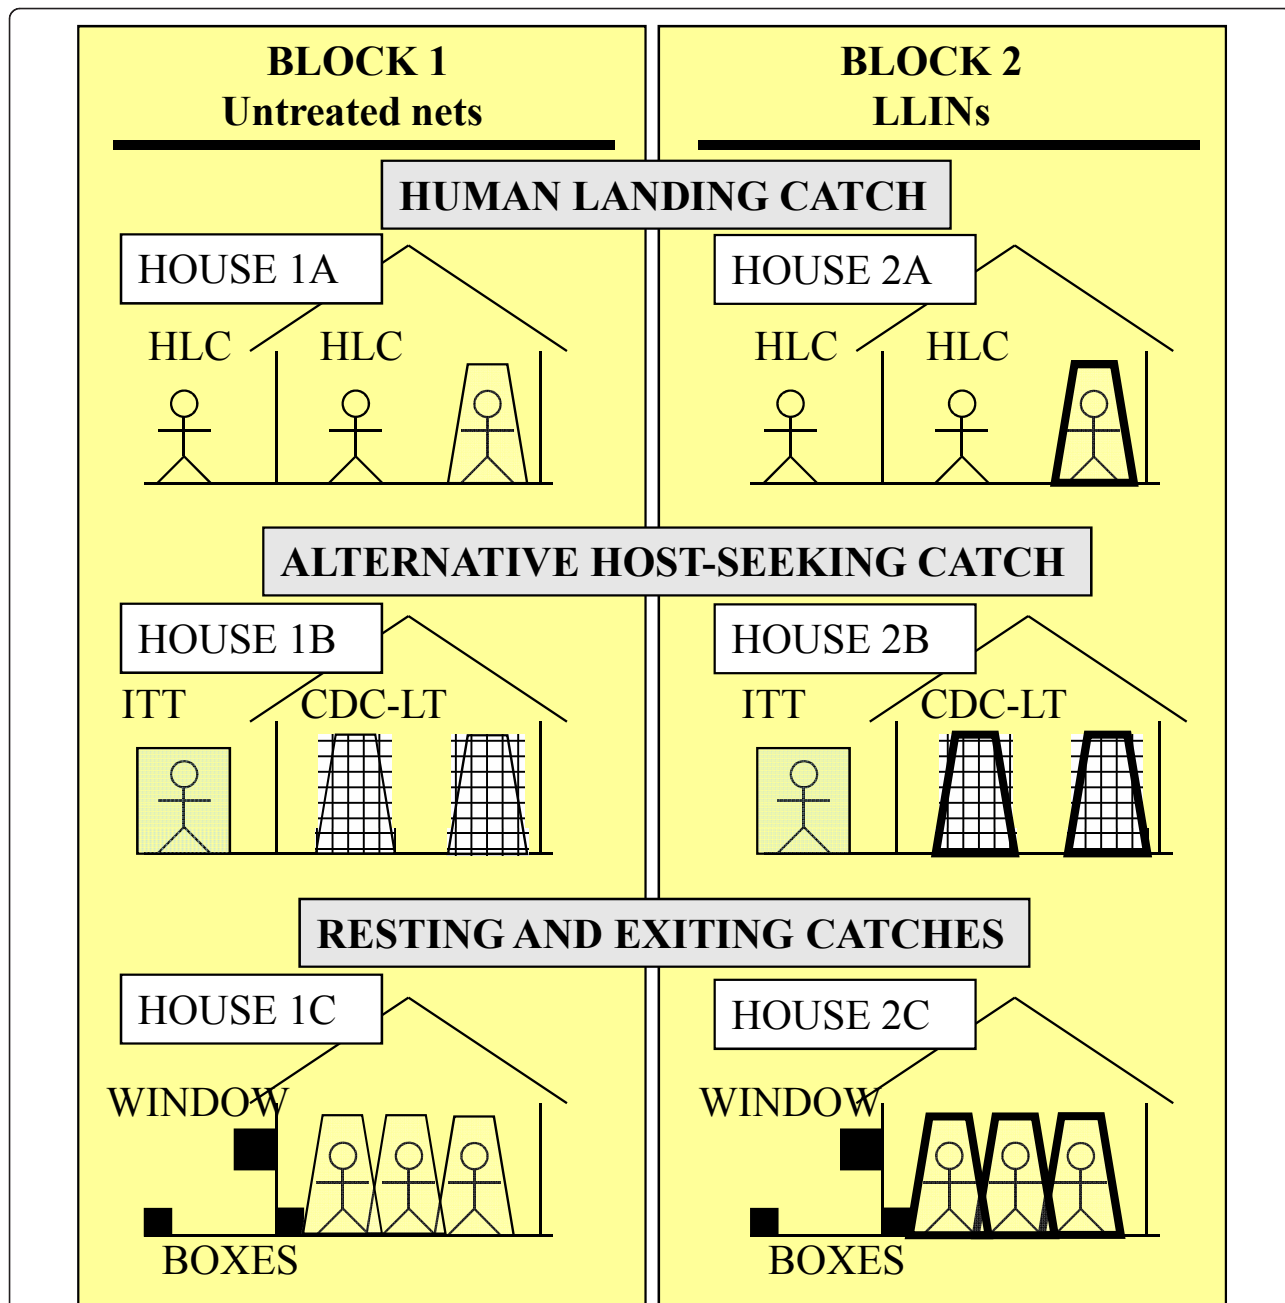 BLOCK 1
Untreated nets
BLOCK 2
LLINs
HUMAN LANDING CATCH
HOUSE 1A
HLC HLC
HOUSE 2A
HLC HLC
ALTERNATIVE HOST-SEEKING CATCH
HOUSE 1B
ITT CDC-LT
HOUSE 2B
ITT CDC-LT
RESTING AND EXITING CATCHES
HOUSE 1C
WINDOW
BOXES
HOUSE 2C
WINDOW
BOXES